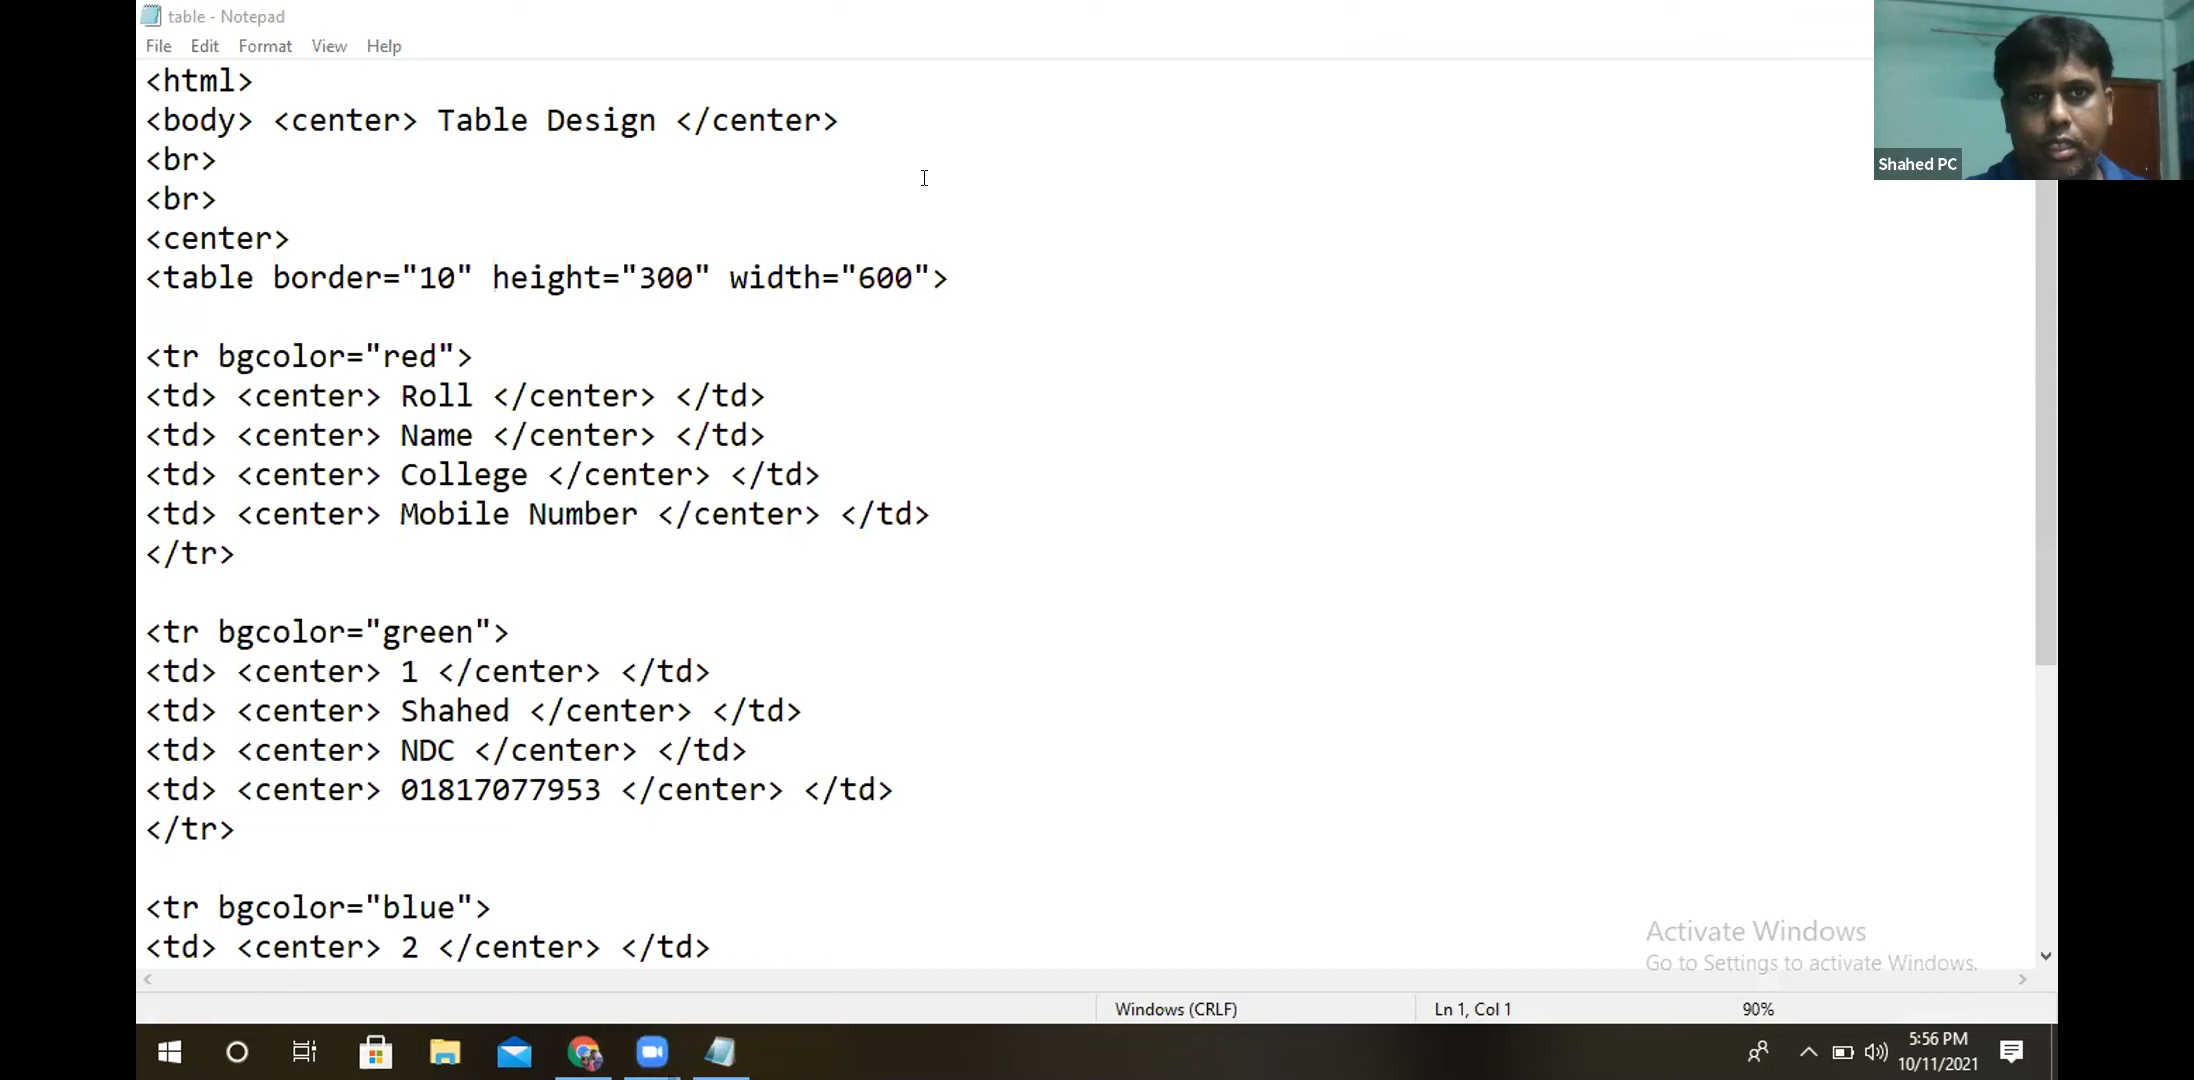 table - Notepad
File Edit Format View Help
<html>
<body> <center> Table Design </center>
<br>
<br>
<center>
<table border="10" height="300" width="600">
<tr bgcolor="red">
<td> <center> Roll </center> </td>
<td> <center> Name </center> </td>
<td> <center> College </center> </td>
<td> <center> Mobile Number </center> </td>
</tr>
<tr bgcolor="green">
<td> <center> 1 </center> </td>
<td> <center> Shahed </center> </td>
<td> <center> NDC </center> </td>
<td> <center> 01817077953 </center> </td>
</tr>
<tr bgcolor="blue">
<td> <center> 2 </center> </td>
Shahed PC
Activate Windows
Go to Settings to activate Windows.
Windows (CRLF) Ln 1, Col 1 90%
5:56 PM
10/11/2021